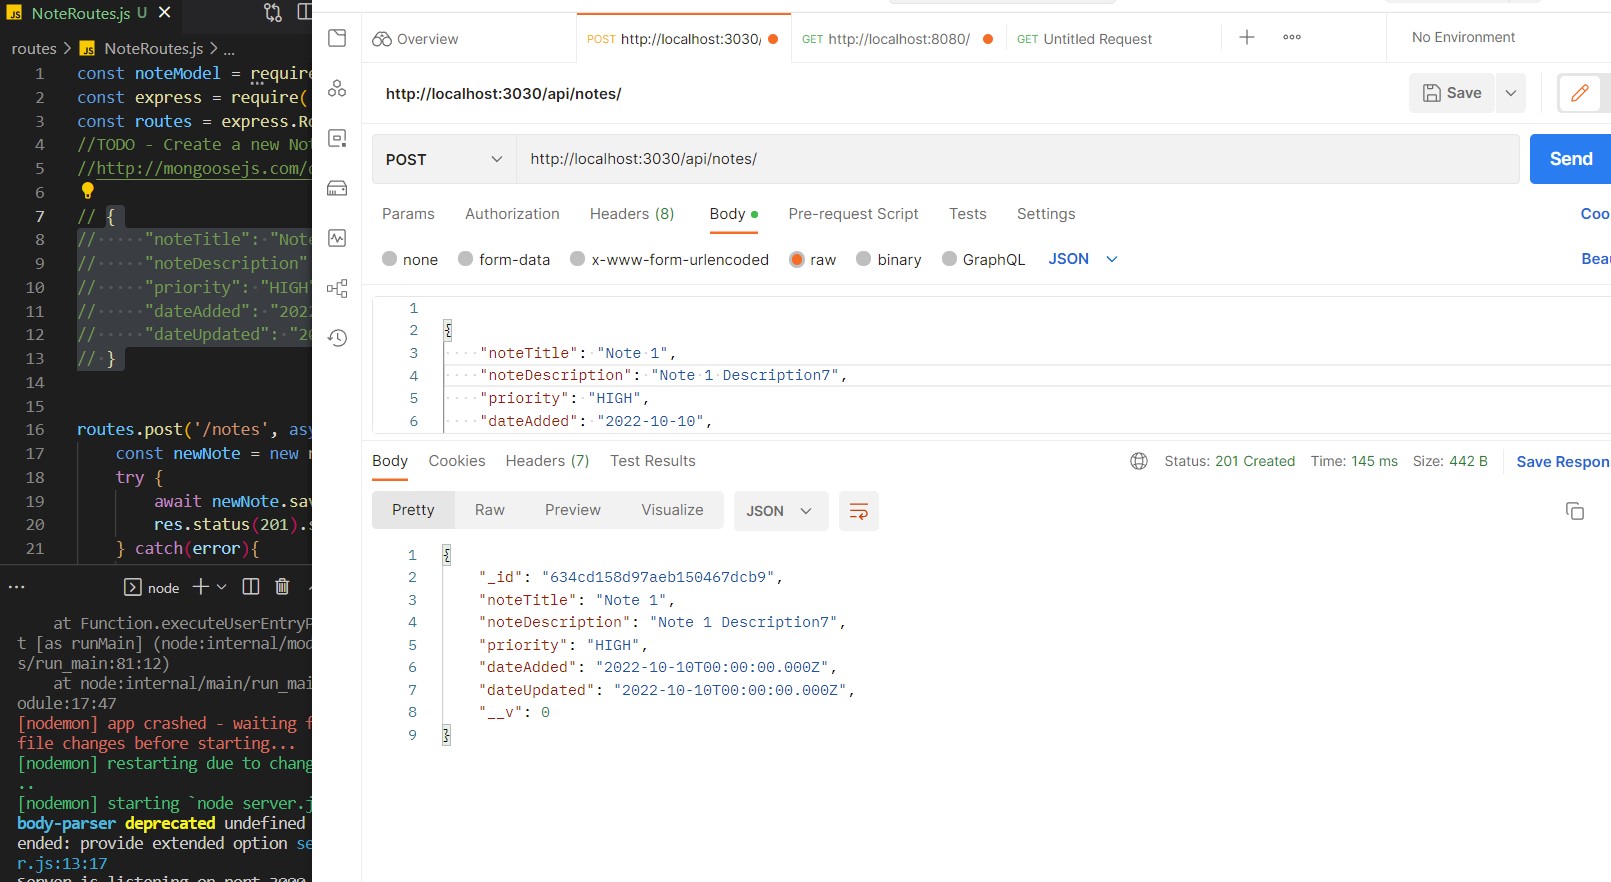 NoteRoutes.js U
routes > NoteRoutes.js > ...
1 const noteModel = require
2 const express = require(
3 const routes = express.Ro
4 //TODO - Create a new Not
5 //http://mongoosejs.com/
6
7 // {
8 // "noteTitle": "Note
9 // "noteDescription"
10 // "priority": "HIGH"
11 // "dateAdded": "202
12 // "dateUpdated": "20
13 // }
14
15
16 routes.post('/notes', asy
17 const newNote = new
18 try {
19 await newNote.sav
20 res.status(201).s
21 } catch(error){
... node
at Function.executeUserEntryP
t [as runMain] (node:internal/mod
s/run_main:81:12)
at node:internal/main/run_mai
odule:17:47
[nodemon] app crashed - waiting f
file changes before starting...
[nodemon] restarting due to chang
..
[nodemon] starting `node server.j
body-parser deprecated undefined
ended: provide extended option se
r.js:13:17
Server is listening on port 3000
Overview
POST http://localhost:3030/
GET http://localhost:8080/
GET Untitled Request
No Environment
http://localhost:3030/api/notes/
Save
POST
http://localhost:3030/api/notes/
Send
Params Authorization Headers (8) Body Pre-request Script Tests Settings Coo
none form-data x-www-form-urlencoded raw binary GraphQL JSON Beau
1
2 {
3 "noteTitle": "Note 1",
4 "noteDescription": "Note 1 Description7",
5 "priority": "HIGH",
6 "dateAdded": "2022-10-10",
Body Cookies Headers (7) Test Results Status: 201 Created Time: 145 ms Size: 442 B Save Respon
Pretty Raw Preview Visualize JSON
1 {
2 "_id": "634cd158d97aeb150467dcb9",
3 "noteTitle": "Note 1",
4 "noteDescription": "Note 1 Description7",
5 "priority": "HIGH",
6 "dateAdded": "2022-10-10T00:00:00.000Z",
7 "dateUpdated": "2022-10-10T00:00:00.000Z",
8 "__v": 0
9 }